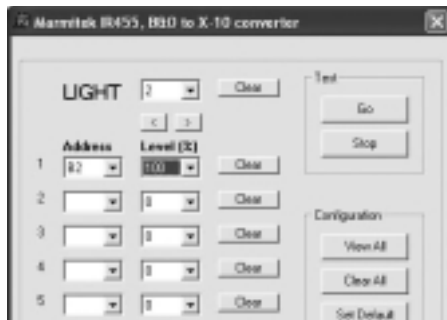 Marmitek IR455, B&O to X-10 converter
LIGHT 2 Clear
< >
Address Level (%)
1 B2 100 Clear
2 0 Clear
3 0 Clear
4 0 Clear
5 0 Clear
Test
Go
Stop
Configuration
View All
Clear All
Set Default